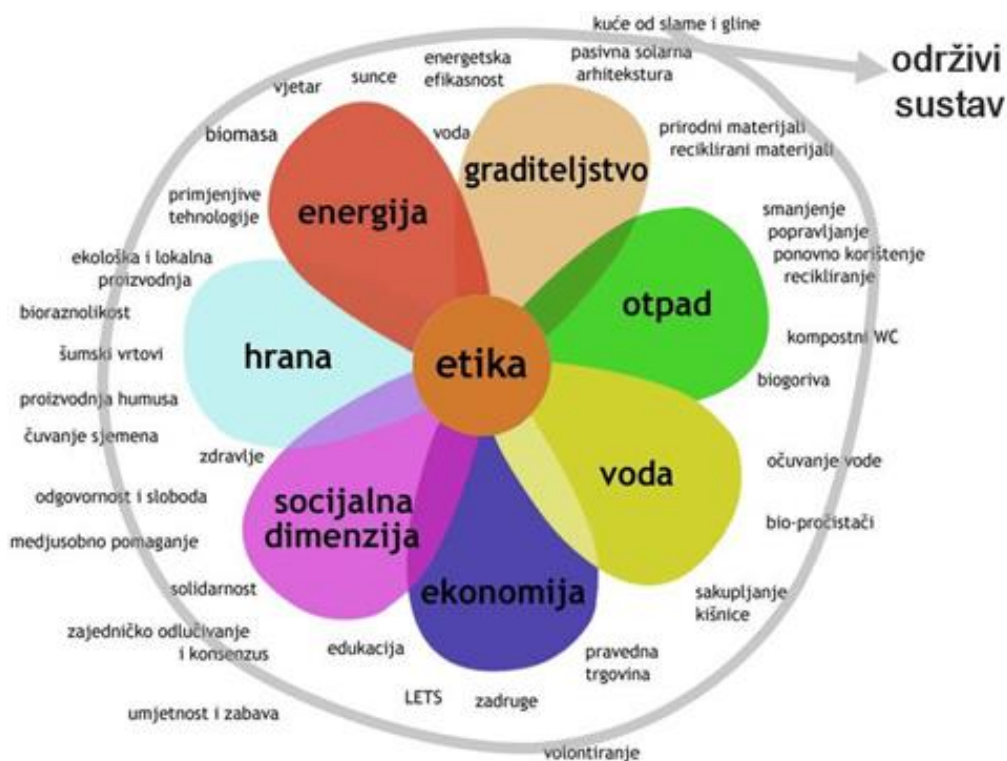 kuće od slame i gline
održivi
sustav
energetska
efikasnost
pasivna solarna
arhitekstura
sunce
vjetar
biomasa
voda
prirodni materijali
reciklirani materijali
graditeljstvo
primjenjive
tehnologije
energija
smanjenje
popravljanje
ponovno korištenje
recikliranje
ekološka i lokalna
proizvodnja
bioraznolikost
otpad
šumski vrtovi
hrana
etika
kompostni WC
biogoriva
proizvodnja humusa
čuvanje sjemena
zdravlje
voda
očuvanje vode
odgovornost i sloboda
socijalna
dimenzija
bio-pročistači
medjusobno pomaganje
solidarnost
ekonomija
sakupljanje
kišnice
zajedničko odlučivanje
i konsenzus
edukacija
pravedna
trgovina
LETS
zadruge
umjetnost i zabava
volontiranje